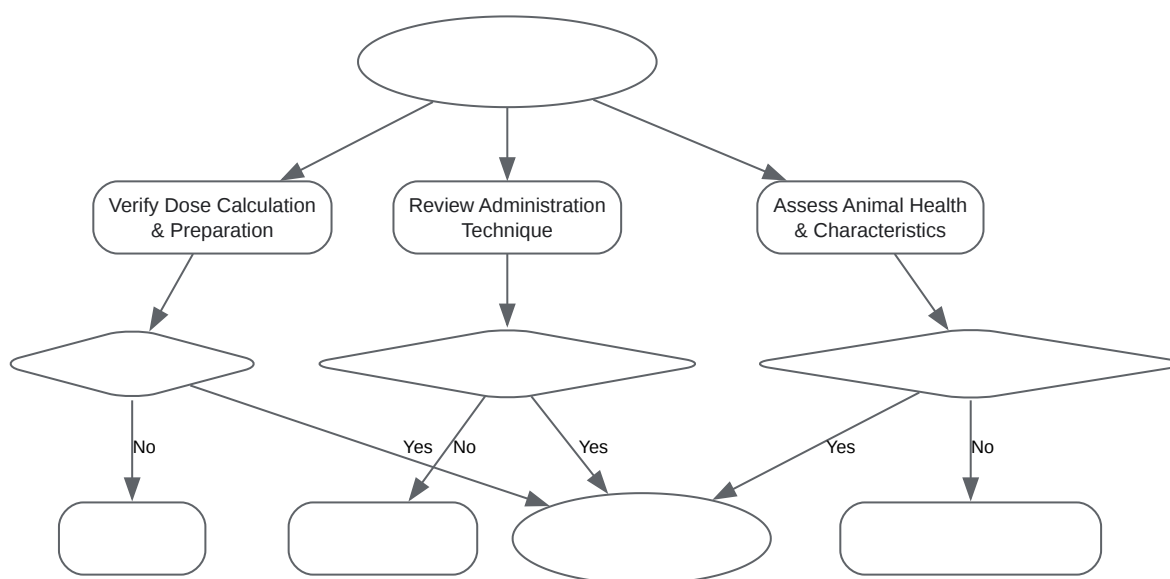 Verify Dose Calculation
& Preparation
Review Administration
Technique
Assess Animal Health
& Characteristics
No
Yes
No
Yes
Yes
No